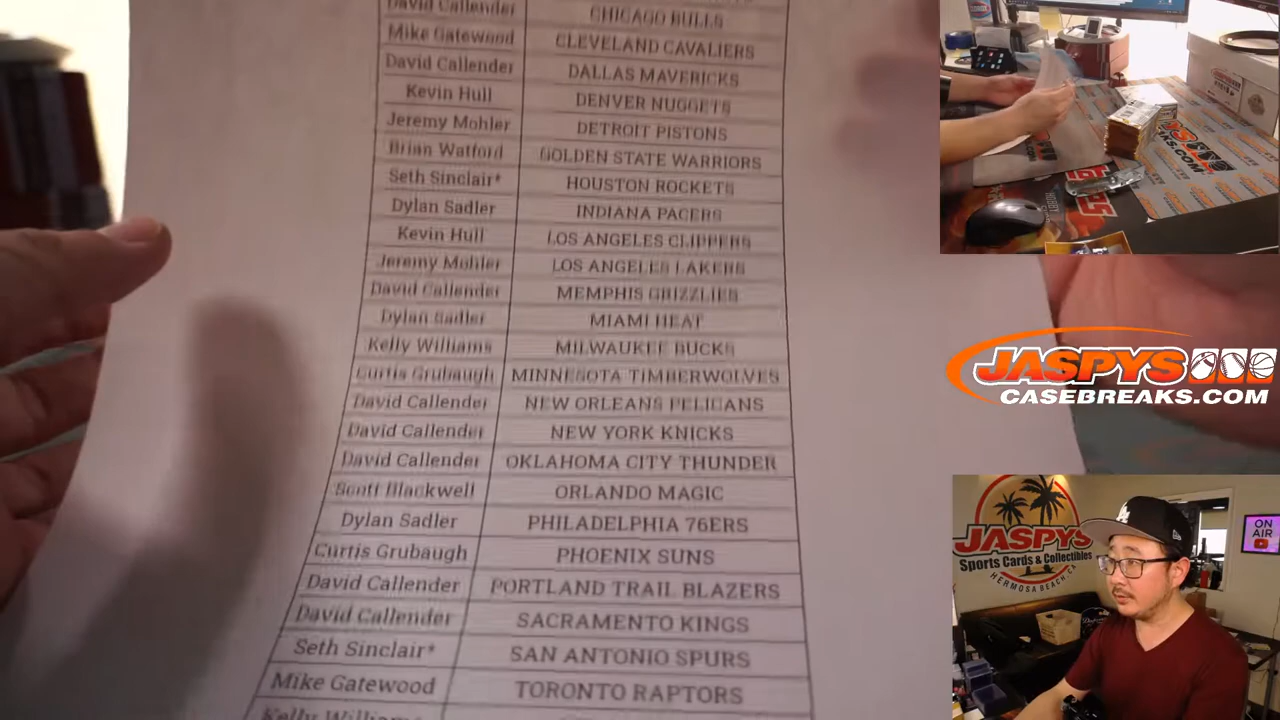 David Callender CHICAGO BULLS
Mike Gatewood CLEVELAND CAVALIERS
David Callender DALLAS MAVERICKS
Kevin Hull DENVER NUGGETS
Jeremy Mohler DETROIT PISTONS
Brian Watford GOLDEN STATE WARRIORS
Seth Sinclair* HOUSTON ROCKETS
Dylan Sadler INDIANA PACERS
Kevin Hull LOS ANGELES CLIPPERS
Jeremy Mohler LOS ANGELES LAKERS
David Callender MEMPHIS GRIZZLIES
Dylan Sadler MIAMI HEAT
Kelly Williams MILWAUKEE BUCKS
Curtis Grubaugh MINNESOTA TIMBERWOLVES
David Callender NEW ORLEANS PELICANS
David Callender NEW YORK KNICKS
David Callender OKLAHOMA CITY THUNDER
Scott Blackwell ORLANDO MAGIC
Dylan Sadler PHILADELPHIA 76ERS
Curtis Grubaugh PHOENIX SUNS
David Callender PORTLAND TRAIL BLAZERS
David Callender SACRAMENTO KINGS
Seth Sinclair* SAN ANTONIO SPURS
Mike Gatewood TORONTO RAPTORS
Kelly Williams
JASPYS
CASEBREAKS.COM
JASPYS
Sports Cards & Collectibles
HERMOSA BEACH, CA
ON
AIR
LA